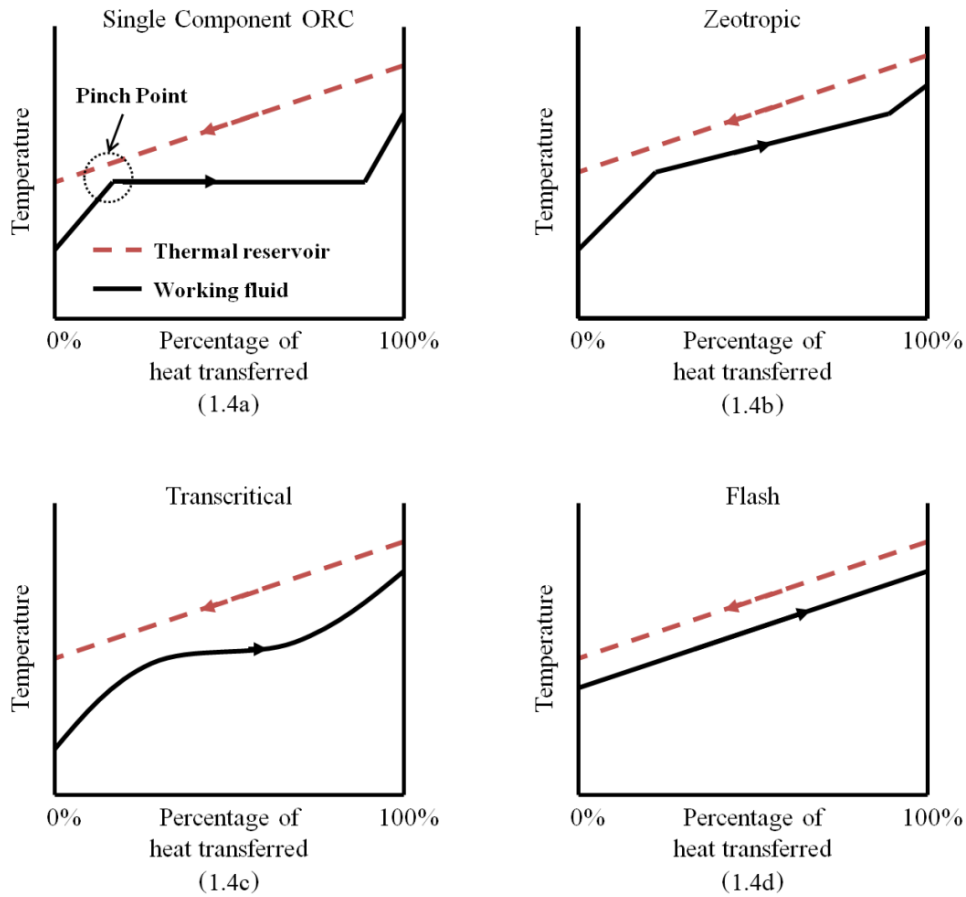 Single Component ORC
Temperature
Pinch Point
Thermal reservoir
Working fluid
0%
Percentage of
100%
heat transferred
(1.4a)
Zeotropic
Temperature
0%
Percentage of
100%
heat transferred
(1.4b)
Transcritical
Temperature
0%
Percentage of
100%
heat transferred
(1.4c)
Flash
Temperature
0%
Percentage of
100%
heat transferred
(1.4d)